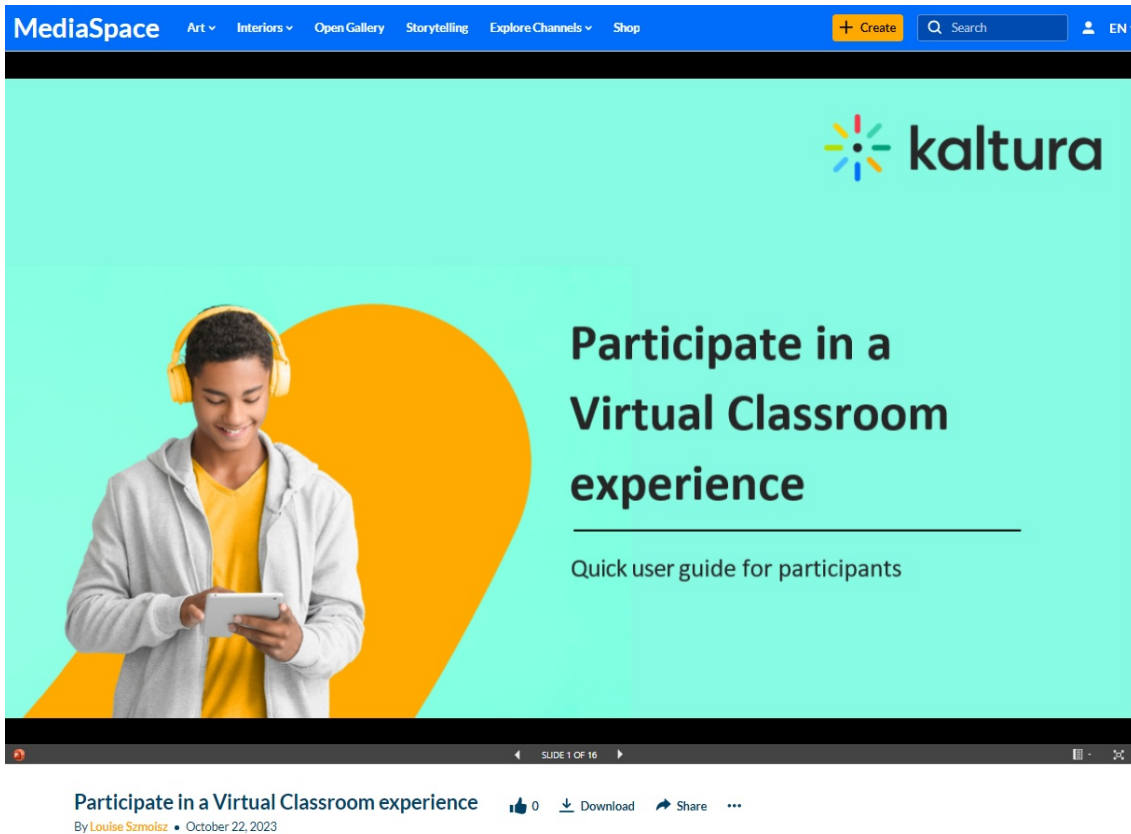 MediaSpace Art Interiors Open Gallery Storytelling Explore Channels Shop + Create Search EN
kaltura
Participate in a
Virtual Classroom
experience
Quick user guide for participants
SLIDE 1 OF 16
Participate in a Virtual Classroom experience 0 Download Share •••
By Louise Szmoisz • October 22, 2023